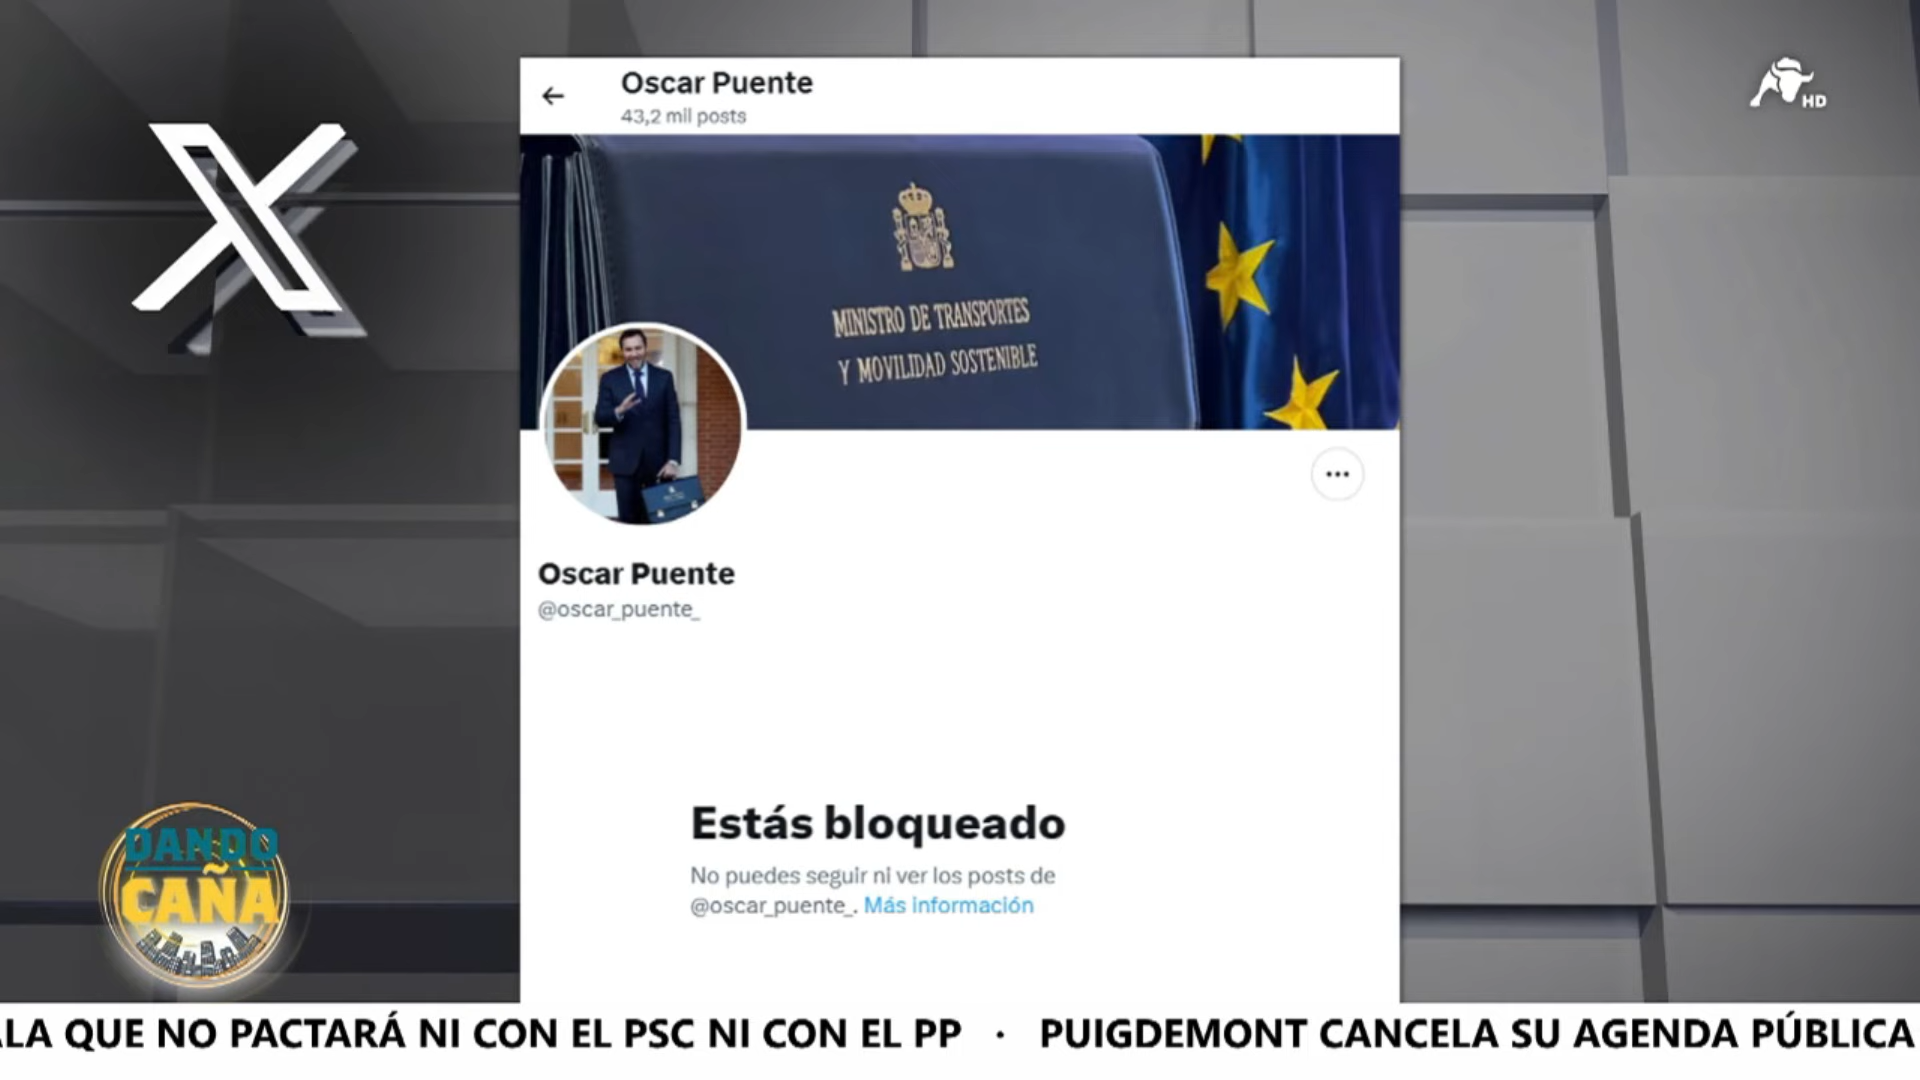 Oscar Puente
43,2 mil posts
HD
MINISTRO DE TRANSPORTES
Y MOVILIDAD SOSTENIBLE
Oscar Puente
@oscar_puente_
Estás bloqueado
No puedes seguir ni ver los posts de
@oscar_puente_. Más información
DANDO
CAÑA
ALA QUE NO PACTARÁ NI CON EL PSC NI CON EL PP · PUIGDEMONT CANCELA SU AGENDA PÚBLICA